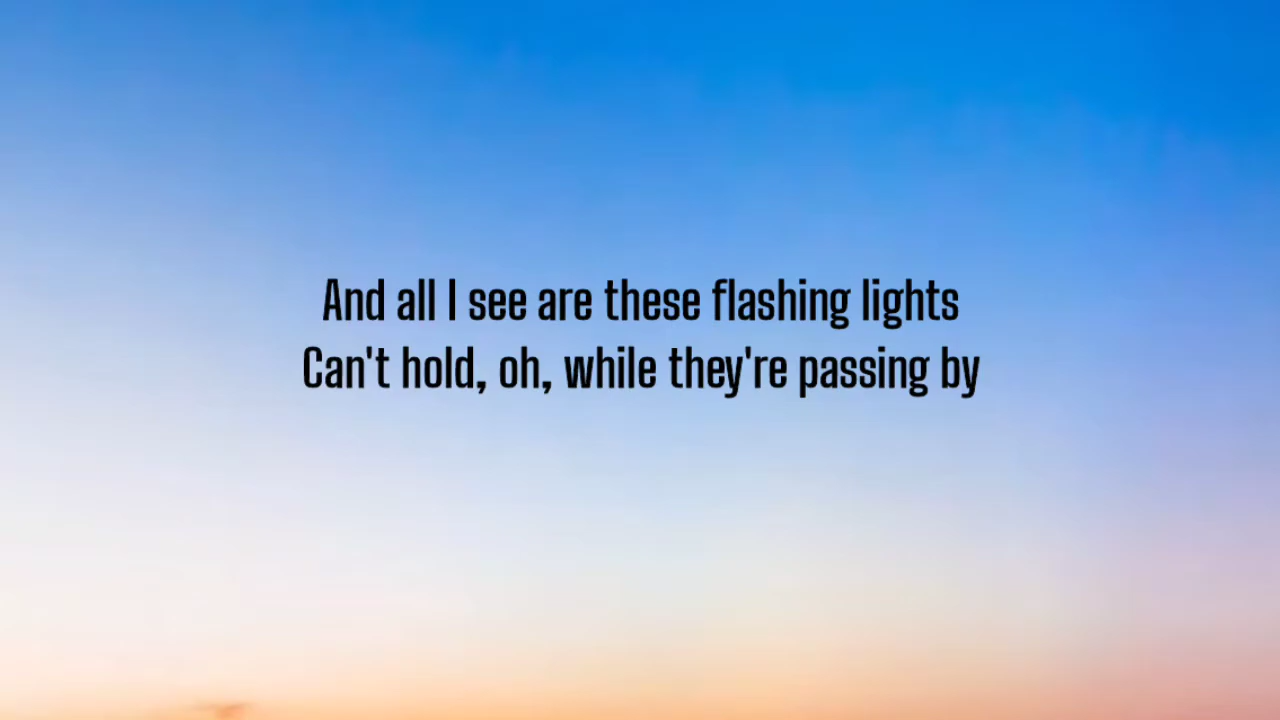 And all I see are these flashing lights
Can't hold, oh, while they're passing by